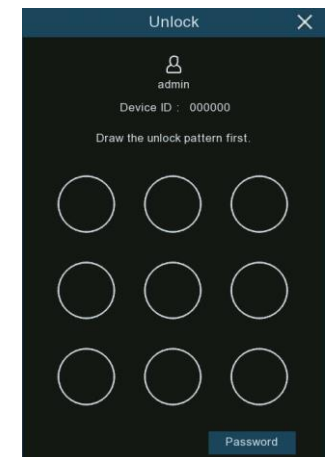 Unlock
admin
Device ID : 000000
Draw the unlock pattern first.
Password